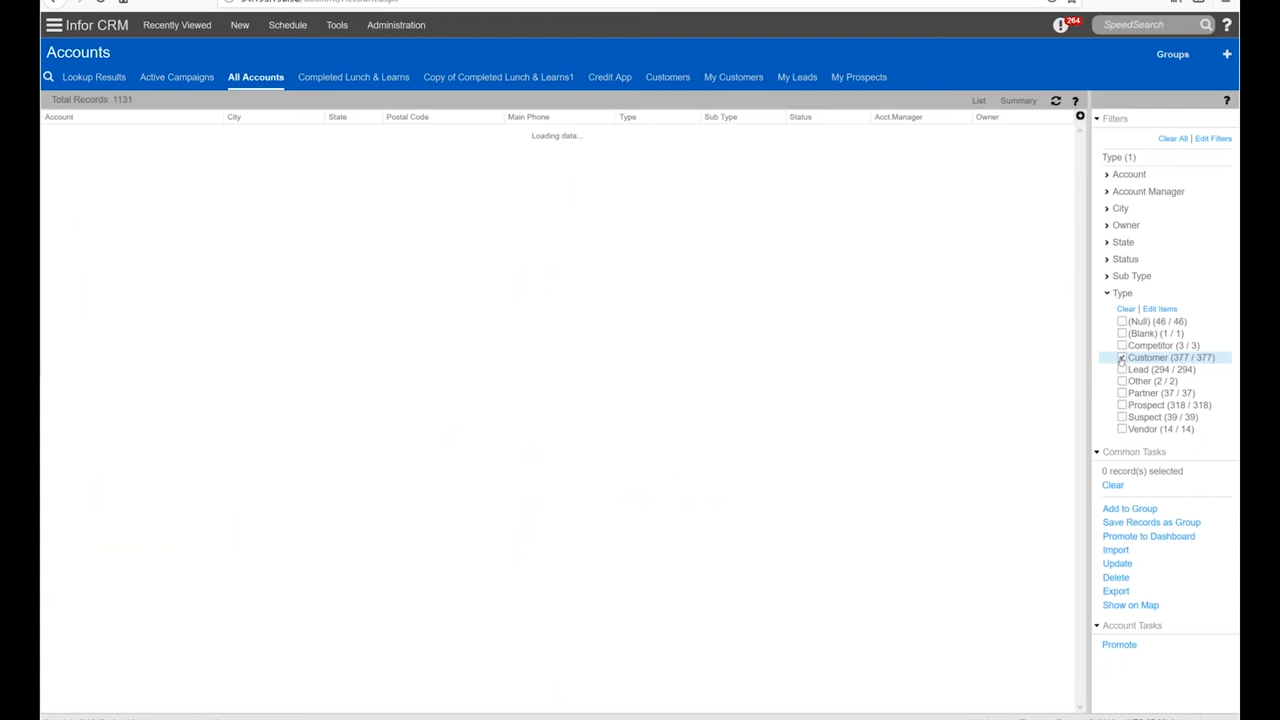 Infor CRM Recently Viewed New Schedule Tools Administration 264 SpeedSearch ?
Accounts Groups +
Lookup Results Active Campaigns All Accounts Completed Lunch & Learns Copy of Completed Lunch & Learns1 Credit App Customers My Customers My Leads My Prospects
Total Records: 1131 List Summary ? ?
Account City State Postal Code Main Phone Type Sub Type Status Acct.Manager Owner
Loading data...
Filters
Clear All | Edit Filters
Type (1)
Account
Account Manager
City
Owner
State
Status
Sub Type
Type
Clear | Edit Items
(Null) (46 / 46)
(Blank) (1 / 1)
Competitor (3 / 3)
Customer (377 / 377)
Lead (294 / 294)
Other (2 / 2)
Partner (37 / 37)
Prospect (318 / 318)
Suspect (39 / 39)
Vendor (14 / 14)
Common Tasks
0 record(s) selected
Clear
Add to Group
Save Records as Group
Promote to Dashboard
Import
Update
Delete
Export
Show on Map
Account Tasks
Promote